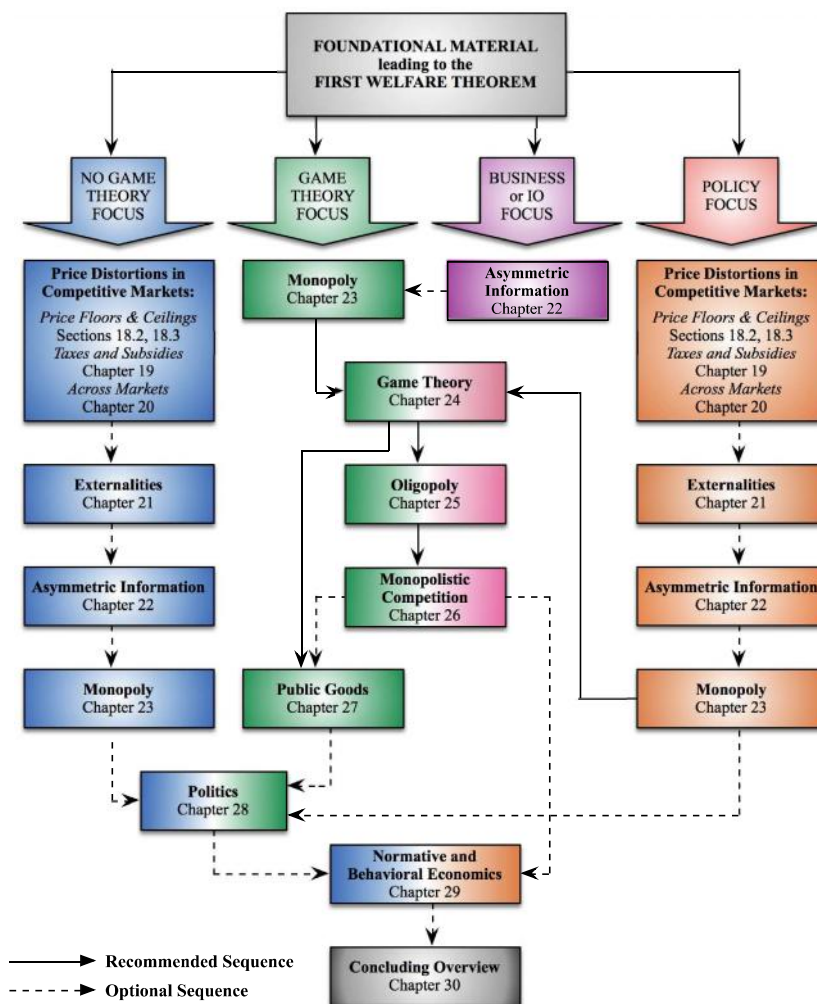 FOUNDATIONAL MATERIAL
leading to the
FIRST WELFARE THEOREM
NO GAME
THEORY
FOCUS
GAME
THEORY
FOCUS
BUSINESS
or IO
FOCUS
POLICY
FOCUS
Price Distortions in
Competitive Markets:
Price Floors & Ceilings
Sections 18.2, 18.3
Taxes and Subsidies
Chapter 19
Across Markets
Chapter 20
Monopoly
Chapter 23
Asymmetric
Information
Chapter 22
Price Distortions in
Competitive Markets:
Price Floors & Ceilings
Sections 18.2, 18.3
Taxes and Subsidies
Chapter 19
Across Markets
Chapter 20
Game Theory
Chapter 24
Externalities
Chapter 21
Oligopoly
Chapter 25
Externalities
Chapter 21
Asymmetric Information
Chapter 22
Monopolistic
Competition
Chapter 26
Asymmetric Information
Chapter 22
Monopoly
Chapter 23
Public Goods
Chapter 27
Monopoly
Chapter 23
Politics
Chapter 28
Normative and
Behavioral Economics
Chapter 29
Recommended Sequence
Optional Sequence
Concluding Overview
Chapter 30